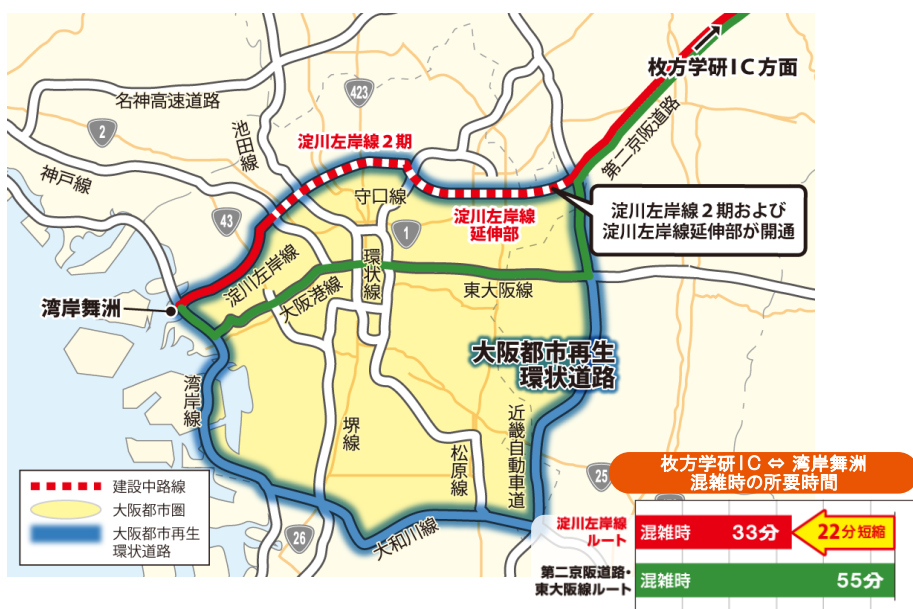 枚方学研IC方面
名神高速道路
423
2
池田線
淀川左岸線2期
第二京阪道路
神戸線
守口線
43
淀川左岸線
延伸部
淀川左岸線2期および
淀川左岸線延伸部が開通
1
環状線
淀川左岸線
大阪港線
東大阪線
湾岸舞洲
大阪都市再生
環状道路
湾岸線
堺線
松原線
近畿自動車道
大和川線
25
26
建設中路線
大阪都市圏
大阪都市再生
環状道路
枚方学研IC ⇔ 湾岸舞洲
混雑時の所要時間
淀川左岸線
ルート
混雑時 33分
22分短縮
第二京阪道路・
東大阪線ルート
混雑時 55分